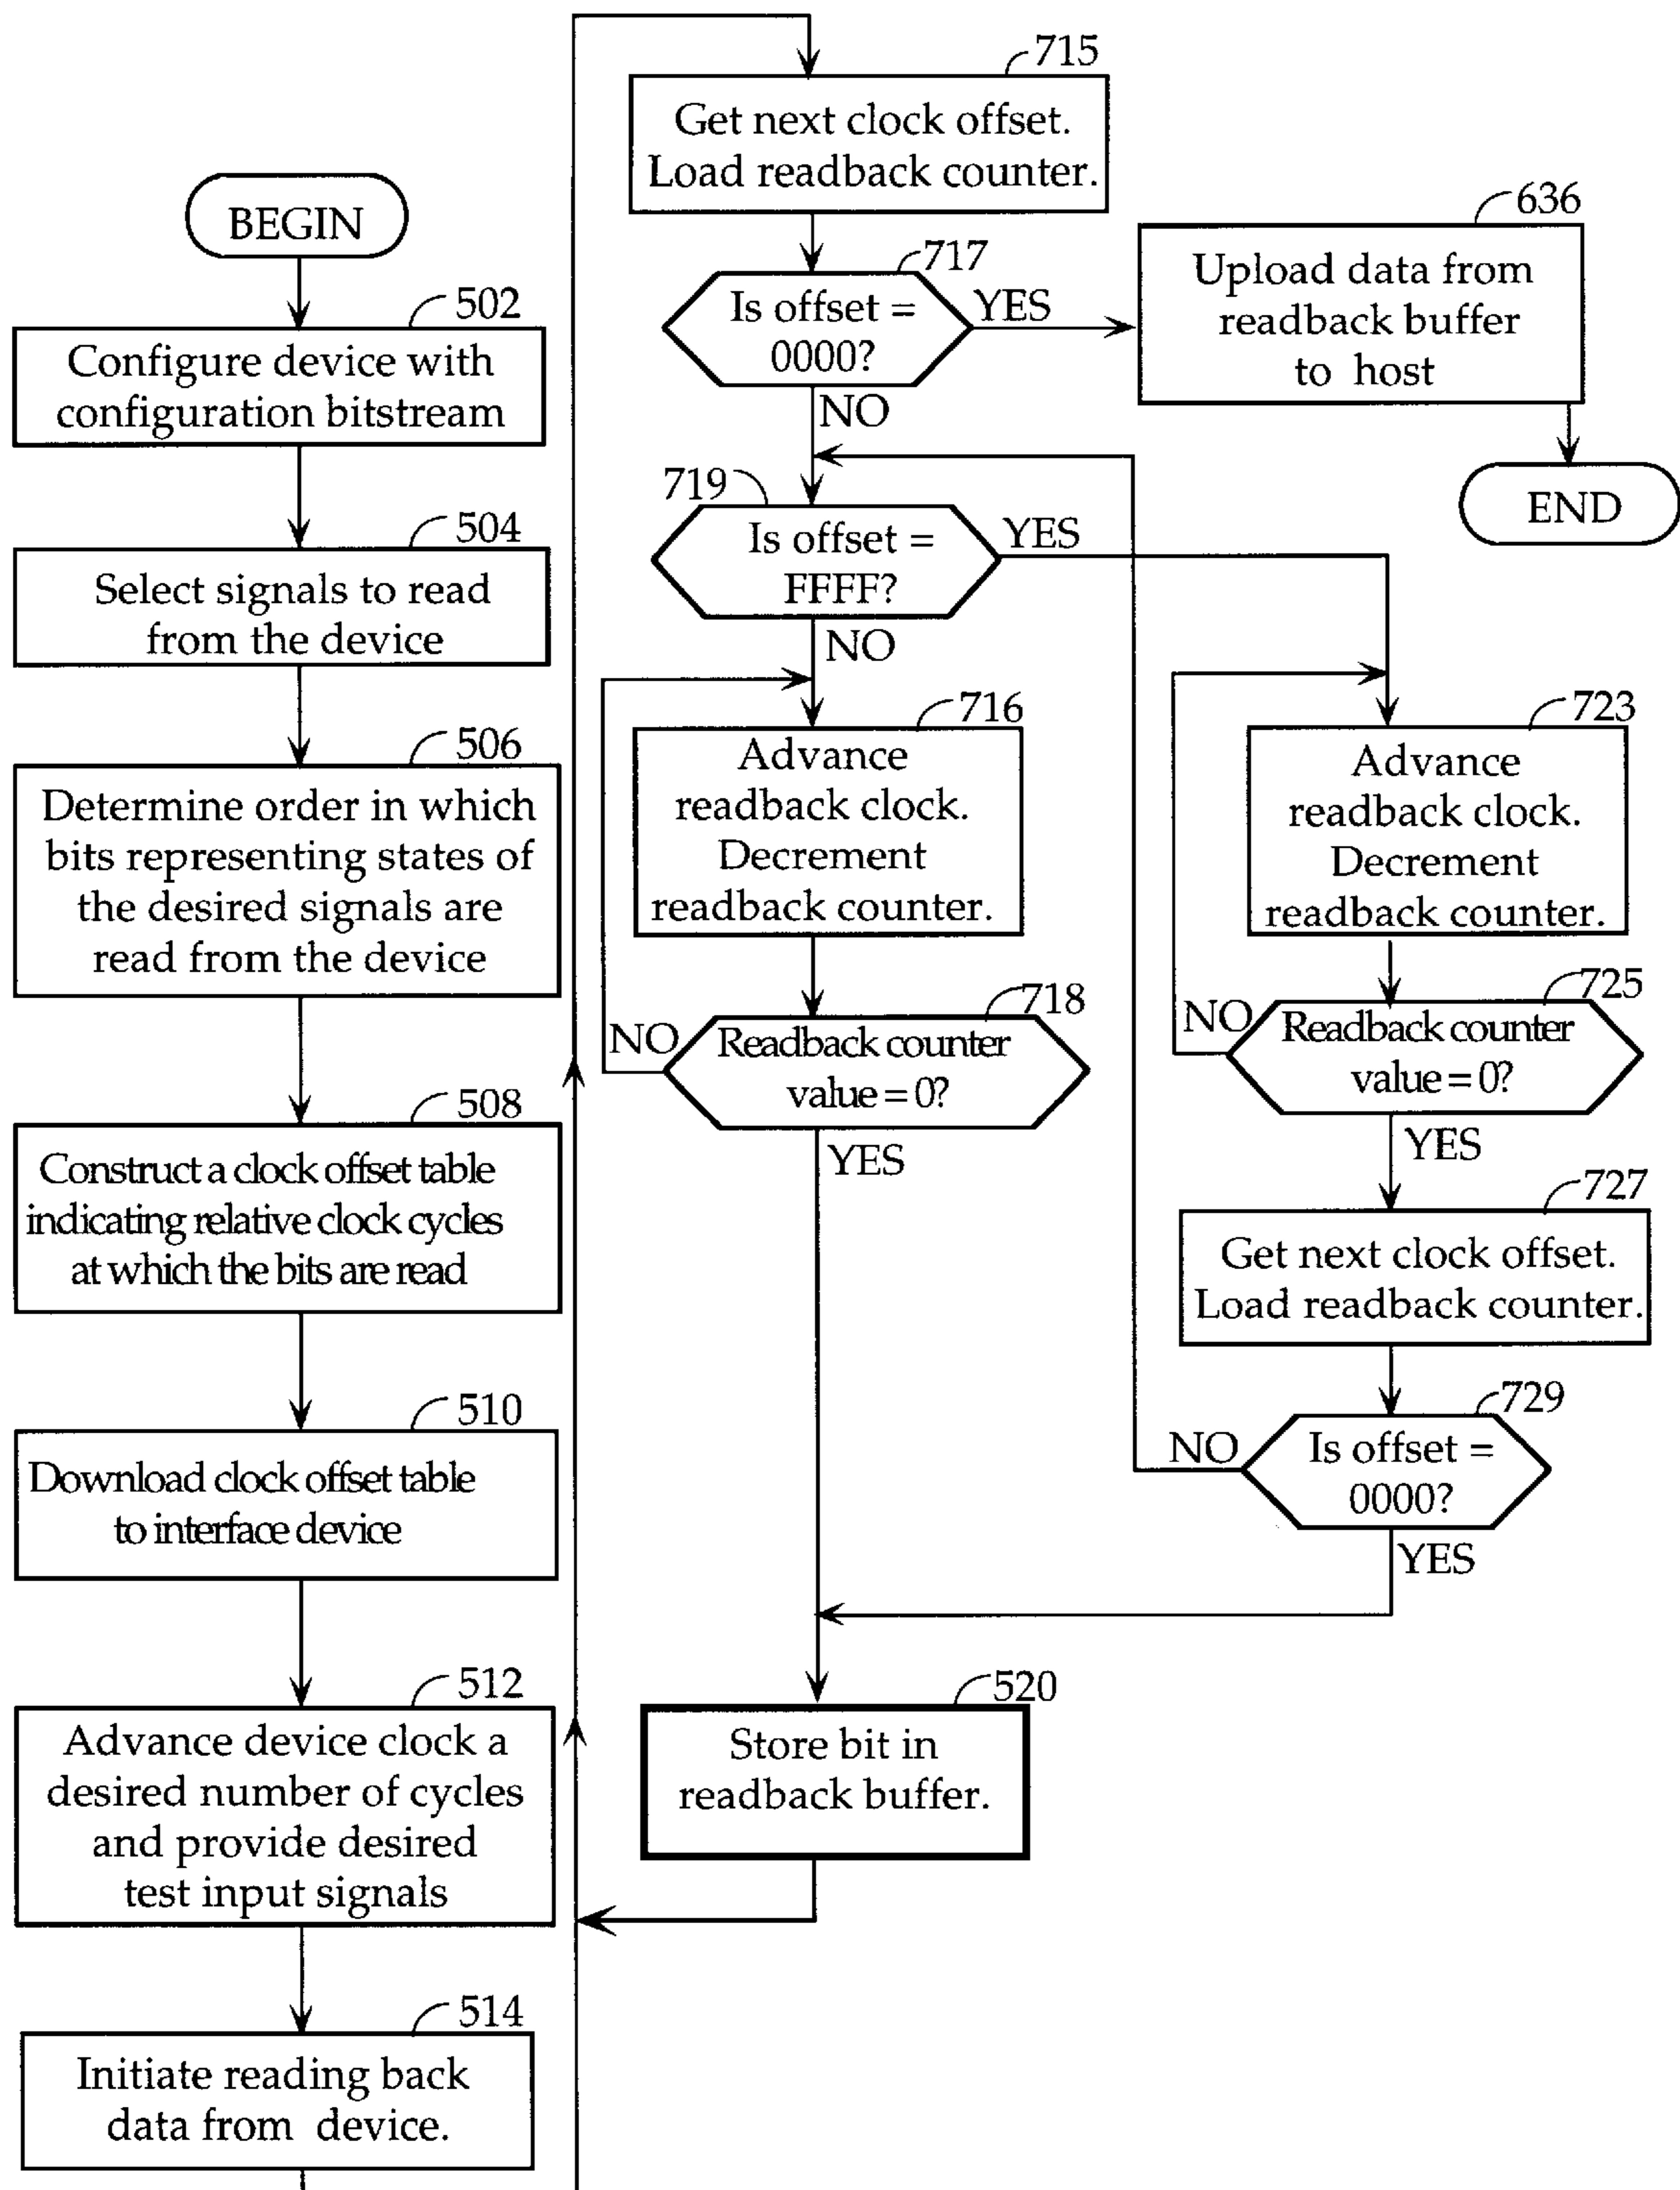 BEGIN
502
Configure device with
configuration bitstream
504
Select signals to read
from the device
506
Determine order in which
bits representing states of
the desired signals are
read from the device
508
Construct a clock offset table
indicating relative clock cycles
at which the bits are read
510
Download clock offset table
to interface device
512
Advance device clock a
desired number of cycles
and provide desired
test input signals
514
Initiate reading back
data from device.
715
Get next clock offset.
Load readback counter.
717
Is offset =
0000?
YES
NO
636
Upload data from
readback buffer
to host
END
719
Is offset =
FFFF?
YES
NO
716
Advance
readback clock.
Decrement
readback counter.
718
NO
Readback counter
value = 0?
YES
723
Advance
readback clock.
Decrement
readback counter.
725
NO
Readback counter
value = 0?
YES
727
Get next clock offset.
Load readback counter.
729
NO
Is offset =
0000?
YES
520
Store bit in
readback buffer.